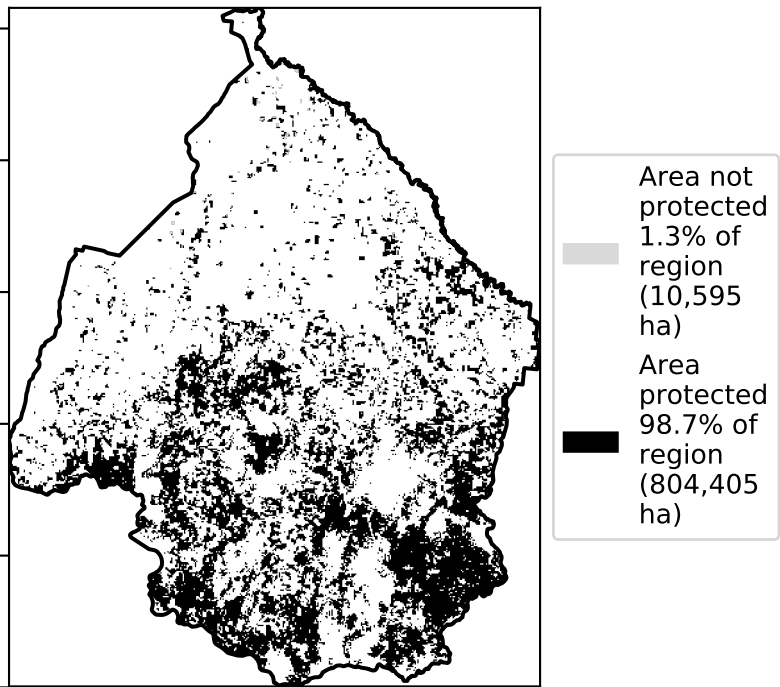 Area not
protected
1.3% of
region
(10,595
ha)
Area
protected
98.7% of
region
(804,405
ha)